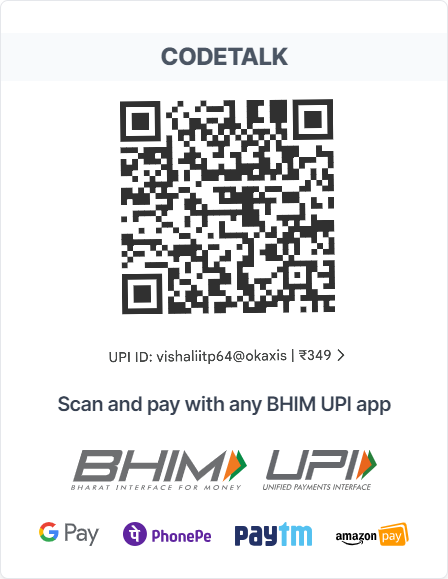 CODETALK
UPI ID: vishaliitp64@okaxis | ₹349 >
Scan and pay with any BHIM UPI app
BHIM UPI
BHARAT INTERFACE FOR MONEY UNIFIED PAYMENTS INTERFACE
G Pay पे PhonePe paytm amazon pay